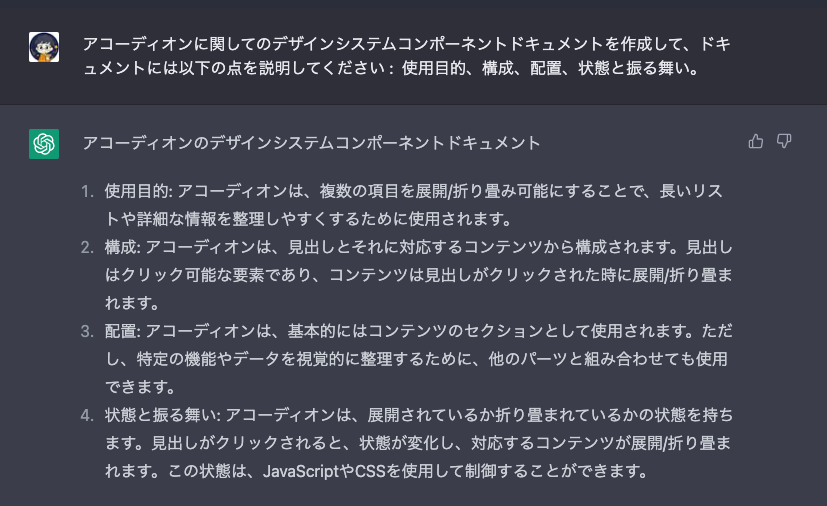 アコーディオンに関してのデザインシステムコンポーネントドキュメントを作成して、ドキ
ュメントには以下の点を説明してください： 使用目的、構成、配置、状態と振る舞い。
アコーディオンのデザインシステムコンポーネントドキュメント
1. 使用目的: アコーディオンは、複数の項目を展開/折り畳み可能にすることで、長いリス
トや詳細な情報を整理しやすくするために使用されます。
2. 構成: アコーディオンは、見出しとそれに対応するコンテンツから構成されます。見出し
はクリック可能な要素であり、コンテンツは見出しがクリックされた時に展開/折り畳ま
れます。
3. 配置: アコーディオンは、基本的にはコンテンツのセクションとして使用されます。ただ
し、特定の機能やデータを視覚的に整理するために、他のパーツと組み合わせても使用
できます。
4. 状態と振る舞い: アコーディオンは、展開されているか折り畳まれているかの状態を持ち
ます。見出しがクリックされると、状態が変化し、対応するコンテンツが展開/折り畳ま
れます。この状態は、JavaScriptやCSSを使用して制御することができます。